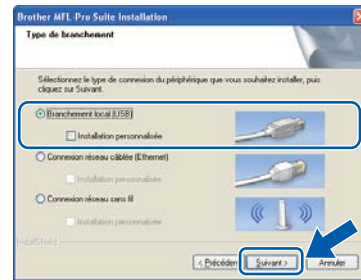 Brother MFL-Pro Suite Installation
Type de branchement
Sélectionnez le type de connexion du périphérique que vous souhaitez installer, puis
cliquez sur Suivant.
Branchement local (USB)
Installation personnalisée
Connexion réseau câblée (Ethernet)
Installation personnalisée
Connexion réseau sans fil
Installation personnalisée
InstallShield
< Précéden
Suivant >
Annuler